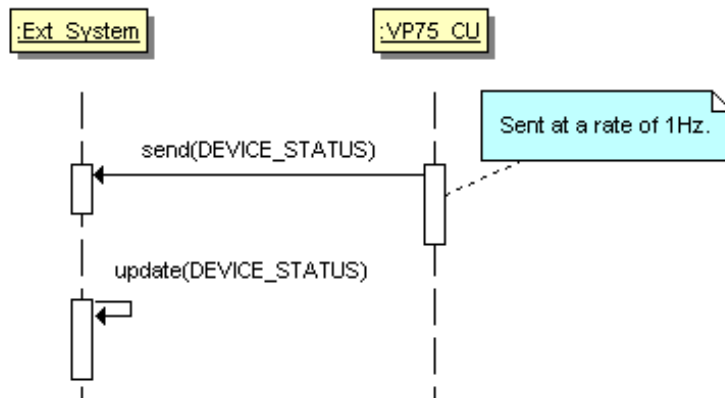 :Ext_System
:VP75_CU
Sent at a rate of 1Hz.
send(DEVICE_STATUS)
update(DEVICE_STATUS)